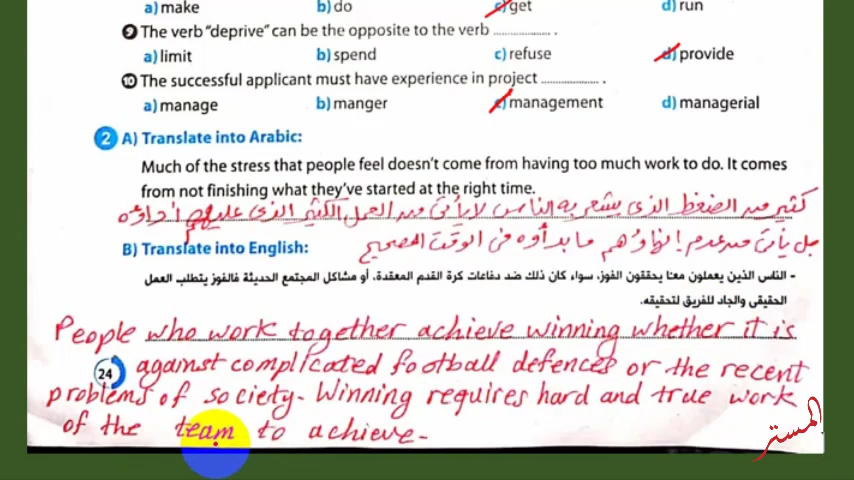 a) make b) do c) get d) run
9 The verb "deprive" can be the opposite to the verb ............... .
a) limit b) spend c) refuse d) provide
10 The successful applicant must have experience in project ............... .
a) manage b) manger c) management d) managerial
2 A) Translate into Arabic:
Much of the stress that people feel doesn't come from having too much work to do. It comes
from not finishing what they've started at the right time.
كثير من الضغط الذى يشعر به الناس لا يأتى من العمل الكثير الذى عليهم أداؤه
بل يأتى من عدم إنهاؤهم ما بدأوه فى الوقت الصحيح
B) Translate into English:
- الناس الذين يعملون معنا يحققون الفوز، سواء كان ذلك ضد دفاعات كرة القدم المعقدة، أو مشاكل المجتمع الحديثة فالفوز يتطلب العمل
الحقيقى والجاد للفريق لتحقيقه.
People who work together achieve winning whether it is
against complicated football defences or the recent
problems of society. Winning requires hard and true work
of the team to achieve.
24
المستر